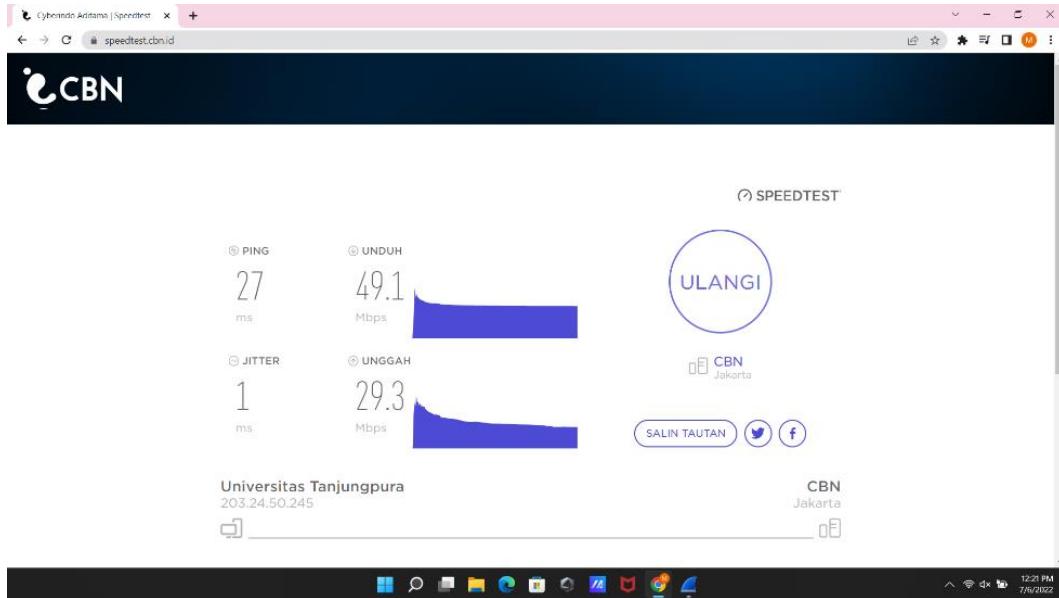 Cyberindo Aditama | Speedtest
speedtest.cbn.id
M
CBN
SPEEDTEST
PING
UNDUH
27
49.1
ms
Mbps
ULANGI
JITTER
UNGGAH
CBN
Jakarta
1
29.3
ms
Mbps
SALIN TAUTAN
Universitas Tanjungpura
CBN
203.24.50.245
Jakarta
12:21 PM
7/6/2022